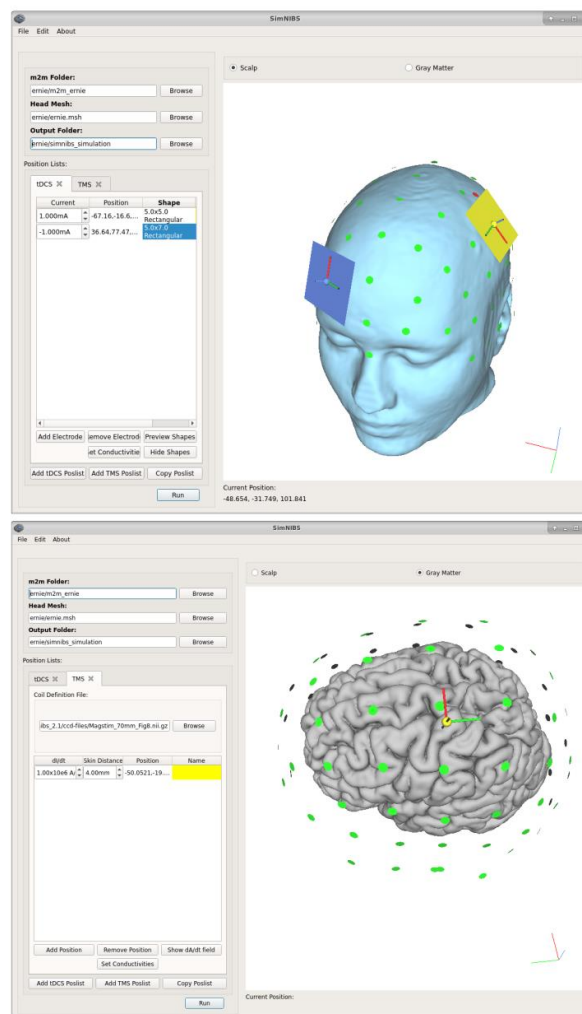 SimNIBS
File Edit About
Scalp Gray Matter
m2m Folder:
ernie/m2m_ernie Browse
Head Mesh:
ernie/ernie.msh Browse
Output Folder:
ernie/simnibs_simulation Browse
Position Lists:
tDCS TMS
Current Position Shape
1.000mA -67.16,-16.6,... 5.0x5.0
Rectangular
-1.000mA 36.64,77.47,... 5.0x7.0
Rectangular
Add Electrode emove Electrod Preview Shapes
et Conductivitie Hide Shapes
Add tDCS Poslist Add TMS Poslist Copy Poslist
Run
Current Position:
-48.654, -31.749, 101.841
SimNIBS
File Edit About
Scalp Gray Matter
m2m Folder:
ernie/m2m_ernie Browse
Head Mesh:
ernie/ernie.msh Browse
Output Folder:
ernie/simnibs_simulation Browse
Position Lists:
tDCS TMS
Coil Definition File:
ibs_2.1/ccd-files/Magstim_70mm_Fig8.nii.gz Browse
dI/dt Skin Distance Position Name
1.00x10e6 A/ 4.00mm -50.0521,-19....
Add Position Remove Position Show dA/dt field
Set Conductivities
Add tDCS Poslist Add TMS Poslist Copy Poslist
Run
Current Position: